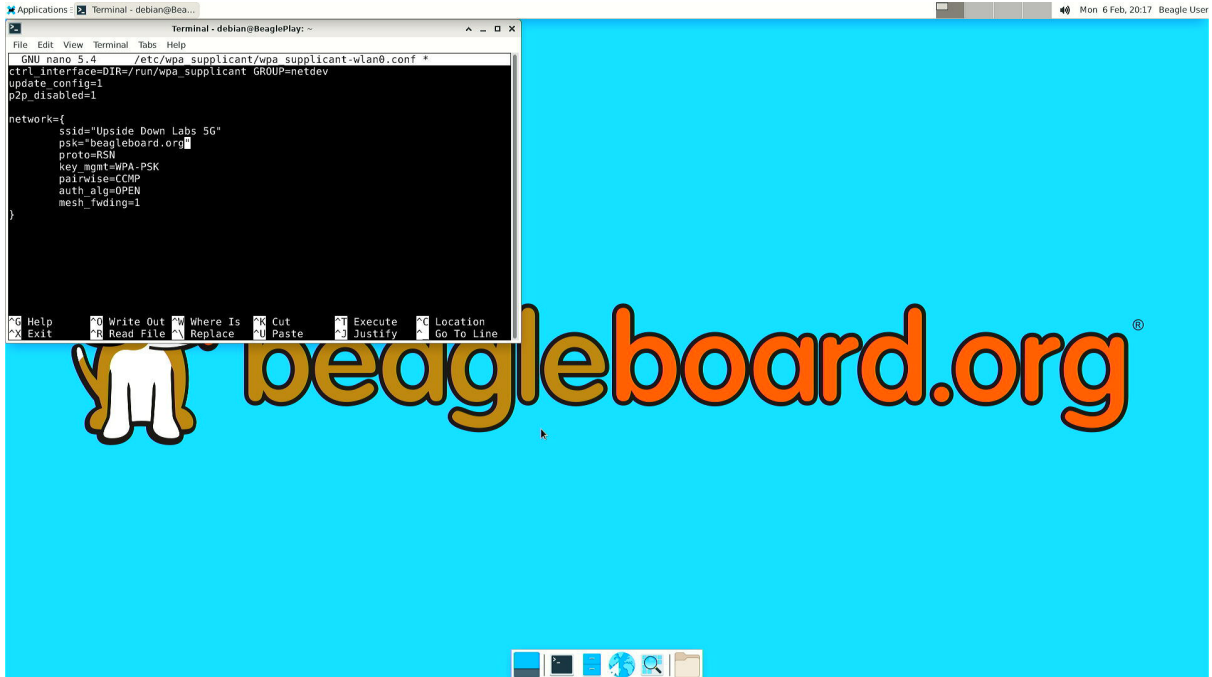 Applications
Terminal - debian@Bea...
Mon 6 Feb, 20:17
Beagle User
Terminal - debian@BeaglePlay: ~
File Edit View Terminal Tabs Help
GNU nano 5.4 /etc/wpa_supplicant/wpa_supplicant-wlan0.conf *
ctrl_interface=DIR=/run/wpa_supplicant GROUP=netdev
update_config=1
p2p_disabled=1
network={
ssid="Upside Down Labs 5G"
psk="beagleboard.org"
proto=RSN
key_mgmt=WPA-PSK
pairwise=CCMP
auth_alg=OPEN
mesh_fwding=1
}
^G Help ^O Write Out ^W Where Is ^K Cut ^T Execute ^C Location
^X Exit ^R Read File ^\ Replace ^U Paste ^J Justify ^_ Go To Line
beagleboard.org®